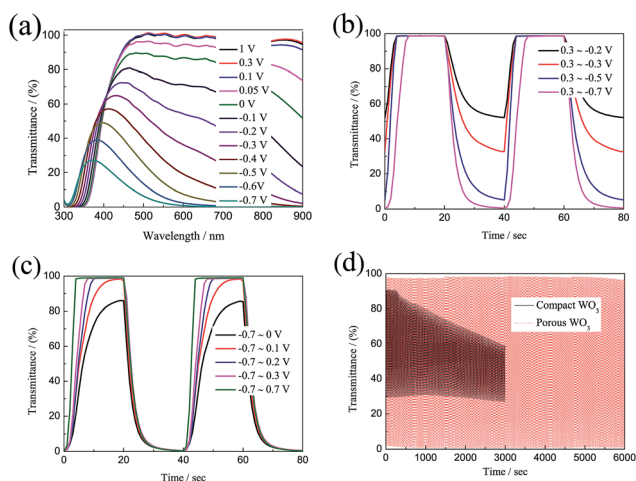 (a)
Transmittance / (%)
100
80
60
40
20
0
300 400 500 600 700 800 900
Wavelength / nm
1 V
0.3 V
0.1 V
0.05 V
0 V
-0.1 V
-0.2 V
-0.3 V
-0.4 V
-0.5 V
-0.6V
-0.7 V
(b)
Transmittance / (%)
100
80
60
40
20
0
0 20 40 60 80
Time / sec
0.3 ~ -0.2 V
0.3 ~ -0.3 V
0.3 ~ -0.5 V
0.3 ~ -0.7 V
(c)
Transmittance / (%)
100
80
60
40
20
0
0 20 40 60 80
Time / sec
-0.7 ~ 0 V
-0.7 ~ 0.1 V
-0.7 ~ 0.2 V
-0.7 ~ 0.3 V
-0.7 ~ 0.7 V
(d)
Transmittance / (%)
100
80
60
40
20
0
0 1000 2000 3000 4000 5000 6000
Time / sec
Compact WO3
Porous WO3